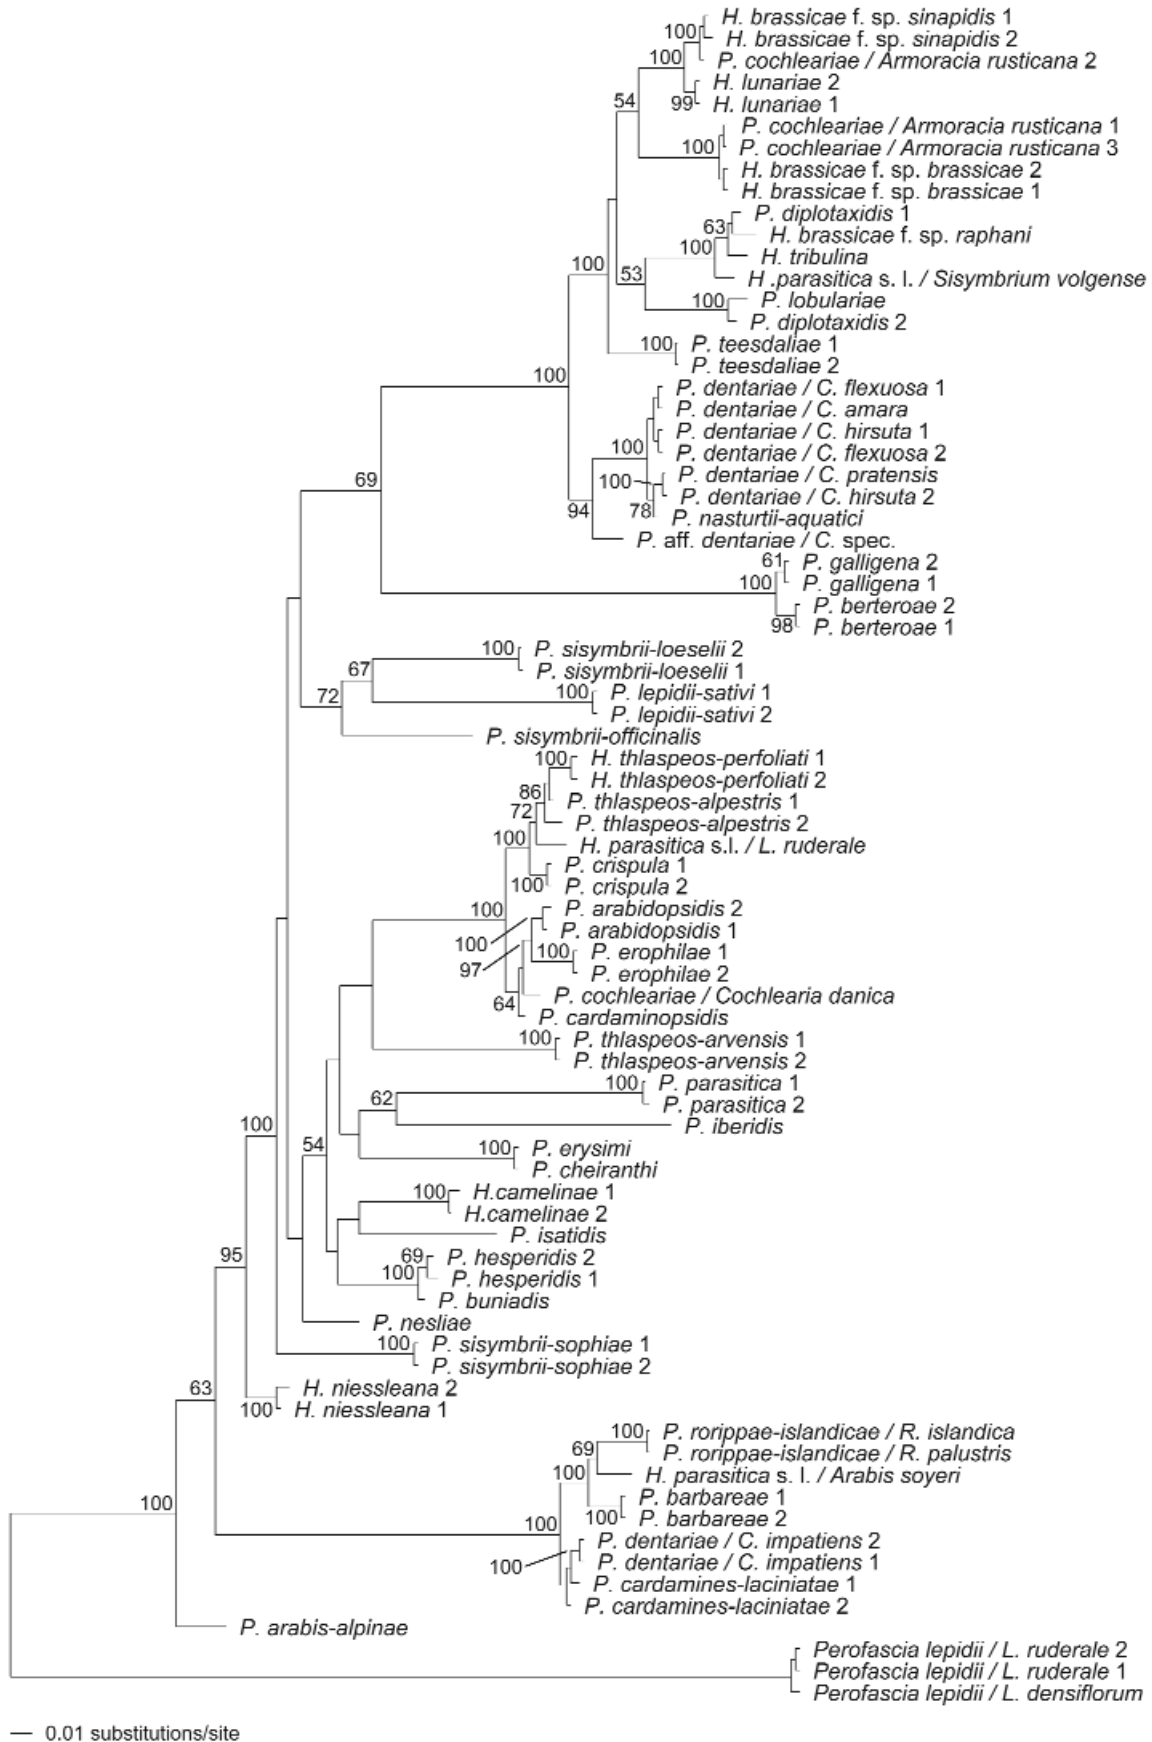 H. brassicae f. sp. sinapidis 1
100
H. brassicae f. sp. sinapidis 2
100
P. cochleariae / Armoracia rusticana 2
H. lunariae 2
99
H. lunariae 1
54
P. cochleariae / Armoracia rusticana 1
100
P. cochleariae / Armoracia rusticana 3
H. brassicae f. sp. brassicae 2
H. brassicae f. sp. brassicae 1
P. diplotaxidis 1
63
H. brassicae f. sp. raphani
100
H. tribulina
100
53
H .parasitica s. l. / Sisymbrium volgense
100
P. lobulariae
P. diplotaxidis 2
100
P. teesdaliae 1
P. teesdaliae 2
100
P. dentariae / C. flexuosa 1
P. dentariae / C. amara
P. dentariae / C. hirsuta 1
100
P. dentariae / C. flexuosa 2
69
100
P. dentariae / C. pratensis
P. dentariae / C. hirsuta 2
94
78
P. nasturtii-aquatici
P. aff. dentariae / C. spec.
61
P. galligena 2
100
P. galligena 1
P. berteroae 2
98
P. berteroae 1
100
P. sisymbrii-loeselii 2
67
P. sisymbrii-loeselii 1
72
100
P. lepidii-sativi 1
P. lepidii-sativi 2
P. sisymbrii-officinalis
100
H. thlaspeos-perfoliati 1
H. thlaspeos-perfoliati 2
86
P. thlaspeos-alpestris 1
72
P. thlaspeos-alpestris 2
100
H. parasitica s.l. / L. ruderale
P. crispula 1
100
P. crispula 2
100
P. arabidopsidis 2
P. arabidopsidis 1
100
100
P. erophilae 1
97
P. erophilae 2
64
P. cochleariae / Cochlearia danica
P. cardaminopsidis
100
P. thlaspeos-arvensis 1
P. thlaspeos-arvensis 2
100
P. parasitica 1
62
P. parasitica 2
100
P. iberidis
54
100
P. erysimi
P. cheiranthi
100
H.camelinae 1
H.camelinae 2
P. isatidis
95
69
P. hesperidis 2
100
P. hesperidis 1
P. buniadis
P. nesliae
100
P. sisymbrii-sophiae 1
P. sisymbrii-sophiae 2
63
H. niessleana 2
100
H. niessleana 1
100
P. rorippae-islandicae / R. islandica
69
P. rorippae-islandicae / R. palustris
100
H. parasitica s. l. / Arabis soyeri
P. barbareae 1
100
100
P. barbareae 2
100
P. dentariae / C. impatiens 2
100
P. dentariae / C. impatiens 1
P. cardamines-laciniatae 1
P. cardamines-laciniatae 2
P. arabis-alpinae
Perofascia lepidii / L. ruderale 2
Perofascia lepidii / L. ruderale 1
Perofascia lepidii / L. densiflorum
0.01 substitutions/site